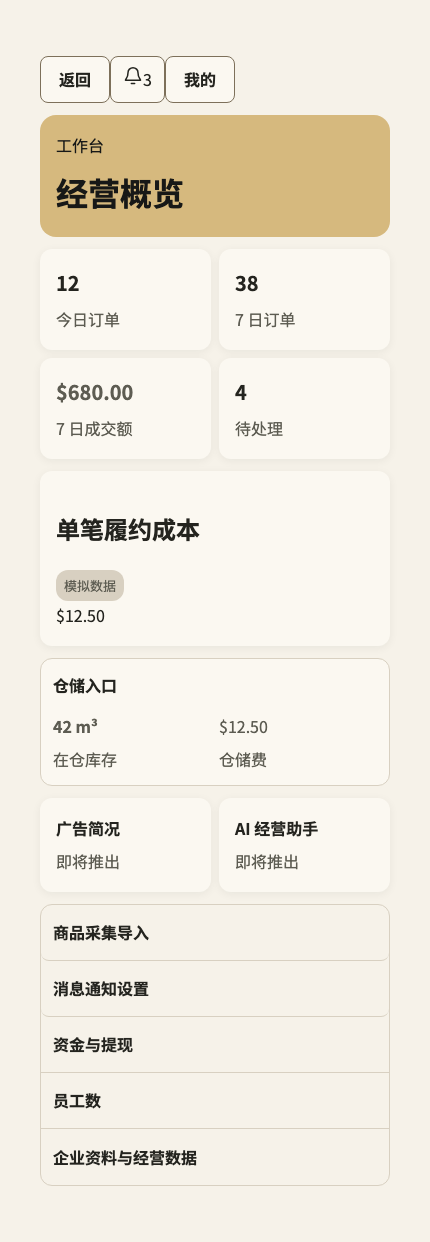 返回
3
我的
工作台
经营概览
12
今日订单
38
7 日订单
$680.00
7 日成交额
4
待处理
单笔履约成本
模拟数据
$12.50
仓储入口
42 m³
在仓库存
$12.50
仓储费
广告简况
即将推出
AI 经营助手
即将推出
商品采集导入
消息通知设置
资金与提现
员工数
企业资料与经营数据